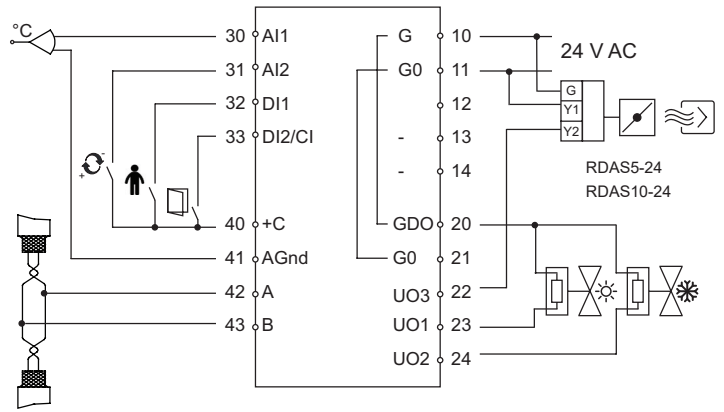 °C
30 AI1 G 10
31 AI2 G0 11
24 V AC
32 DI1 12
33 DI2/CI - 13
- 14
G
Y1
Y2
RDAS5-24
RDAS10-24
- +
40 +C GDO 20
41 AGnd G0 21
42 A UO3 22
43 B UO1 23
UO2 24